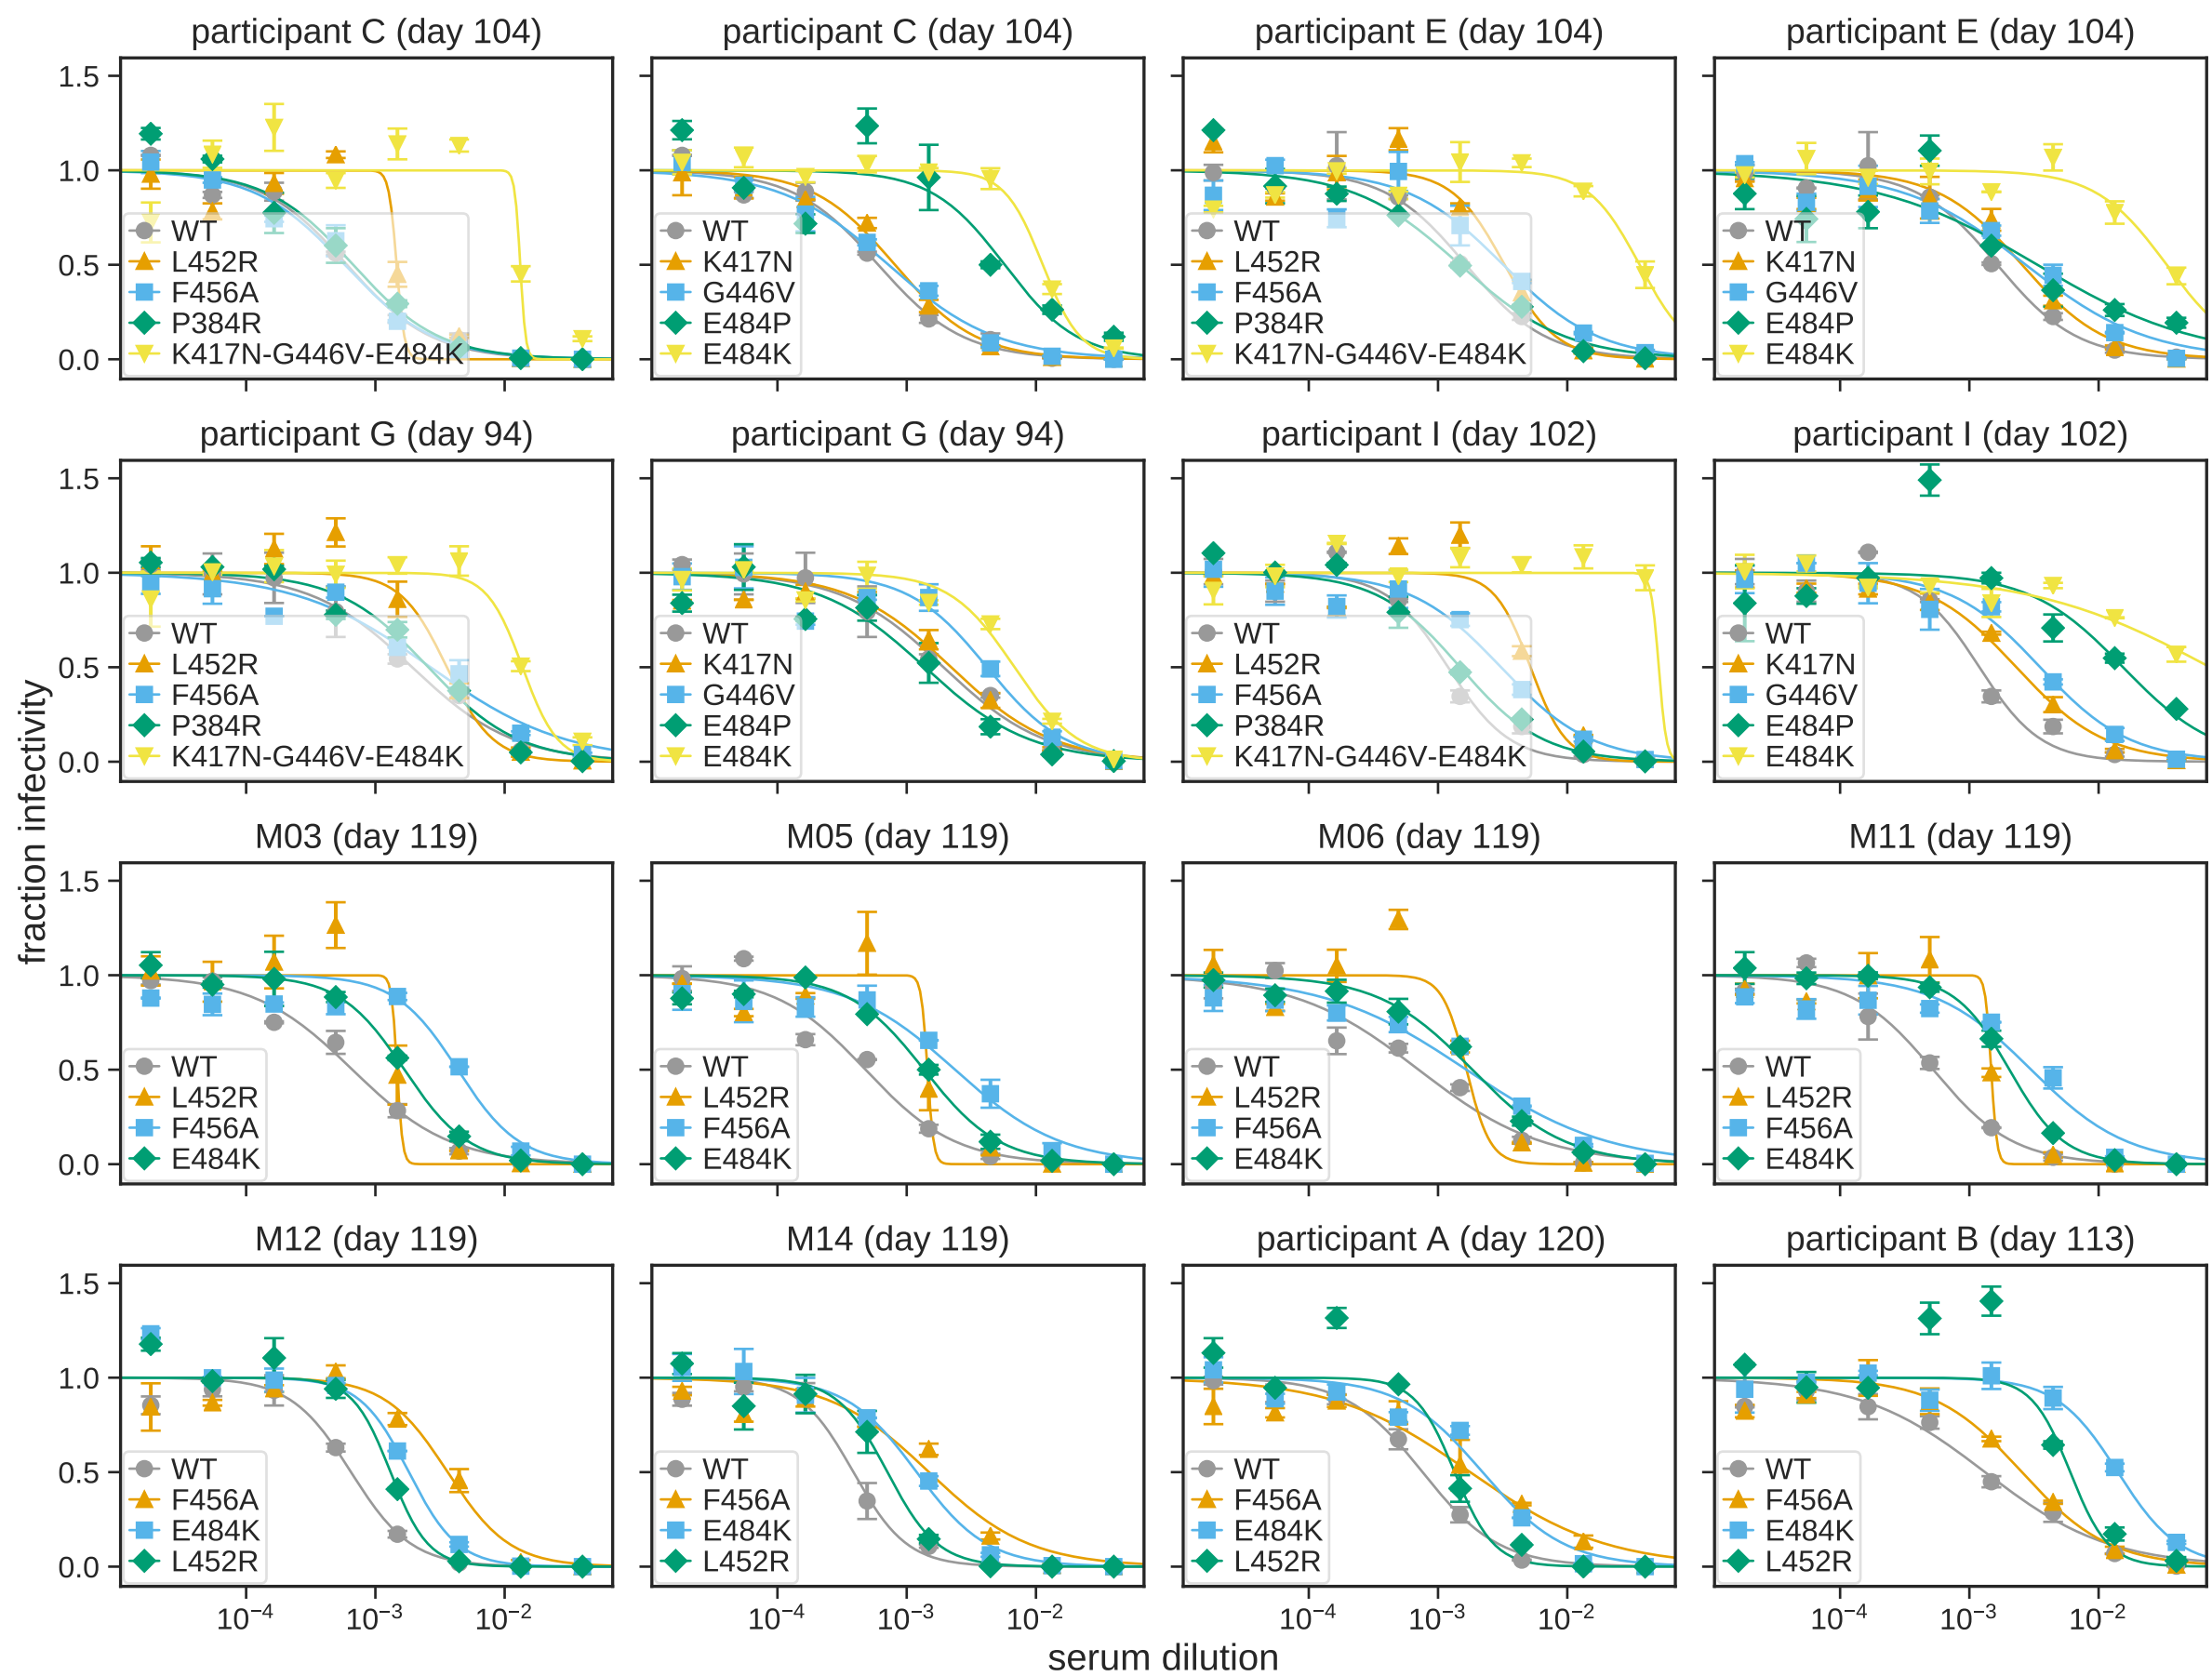 participant C (day 104)
participant C (day 104)
participant E (day 104)
participant E (day 104)
1.5
1.0
0.5
0.0
WT
L452R
F456A
P384R
K417N-G446V-E484K
WT
K417N
G446V
E484P
E484K
WT
L452R
F456A
P384R
K417N-G446V-E484K
WT
K417N
G446V
E484P
E484K
participant G (day 94)
participant G (day 94)
participant I (day 102)
participant I (day 102)
1.5
1.0
0.5
0.0
WT
L452R
F456A
P384R
K417N-G446V-E484K
WT
K417N
G446V
E484P
E484K
WT
L452R
F456A
P384R
K417N-G446V-E484K
WT
K417N
G446V
E484P
E484K
fraction infectivity
M03 (day 119)
M05 (day 119)
M06 (day 119)
M11 (day 119)
1.5
1.0
0.5
0.0
WT
L452R
F456A
E484K
WT
L452R
F456A
E484K
WT
L452R
F456A
E484K
WT
L452R
F456A
E484K
M12 (day 119)
M14 (day 119)
participant A (day 120)
participant B (day 113)
1.5
1.0
0.5
0.0
WT
F456A
E484K
L452R
WT
F456A
E484K
L452R
WT
F456A
E484K
L452R
WT
F456A
E484K
L452R
10⁻⁴ 10⁻³ 10⁻²
10⁻⁴ 10⁻³ 10⁻²
10⁻⁴ 10⁻³ 10⁻²
10⁻⁴ 10⁻³ 10⁻²
serum dilution